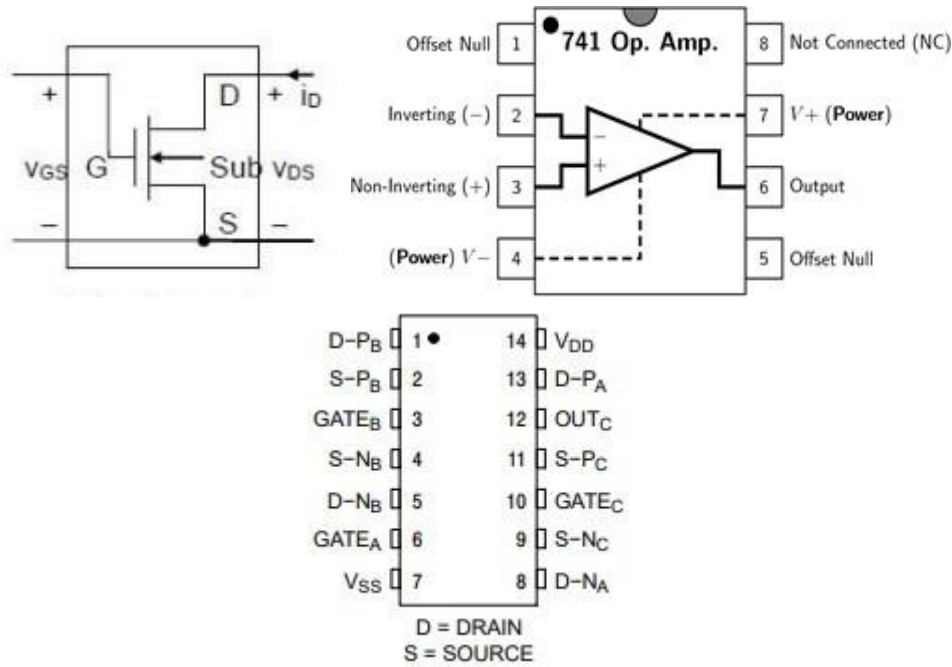 D
+
+
iD
vGS
G
Sub
vDS
S
−
−
741 Op. Amp.
Offset Null 1
8 Not Connected (NC)
Inverting (−) 2
7 V+ (Power)
Non-Inverting (+) 3
6 Output
(Power) V− 4
5 Offset Null
−
+
D−PB 1
14 VDD
S−PB 2
13 D−PA
GATEB 3
12 OUTC
S−NB 4
11 S−PC
D−NB 5
10 GATEC
GATEA 6
9 S−NC
VSS 7
8 D−NA
D = DRAIN
S = SOURCE